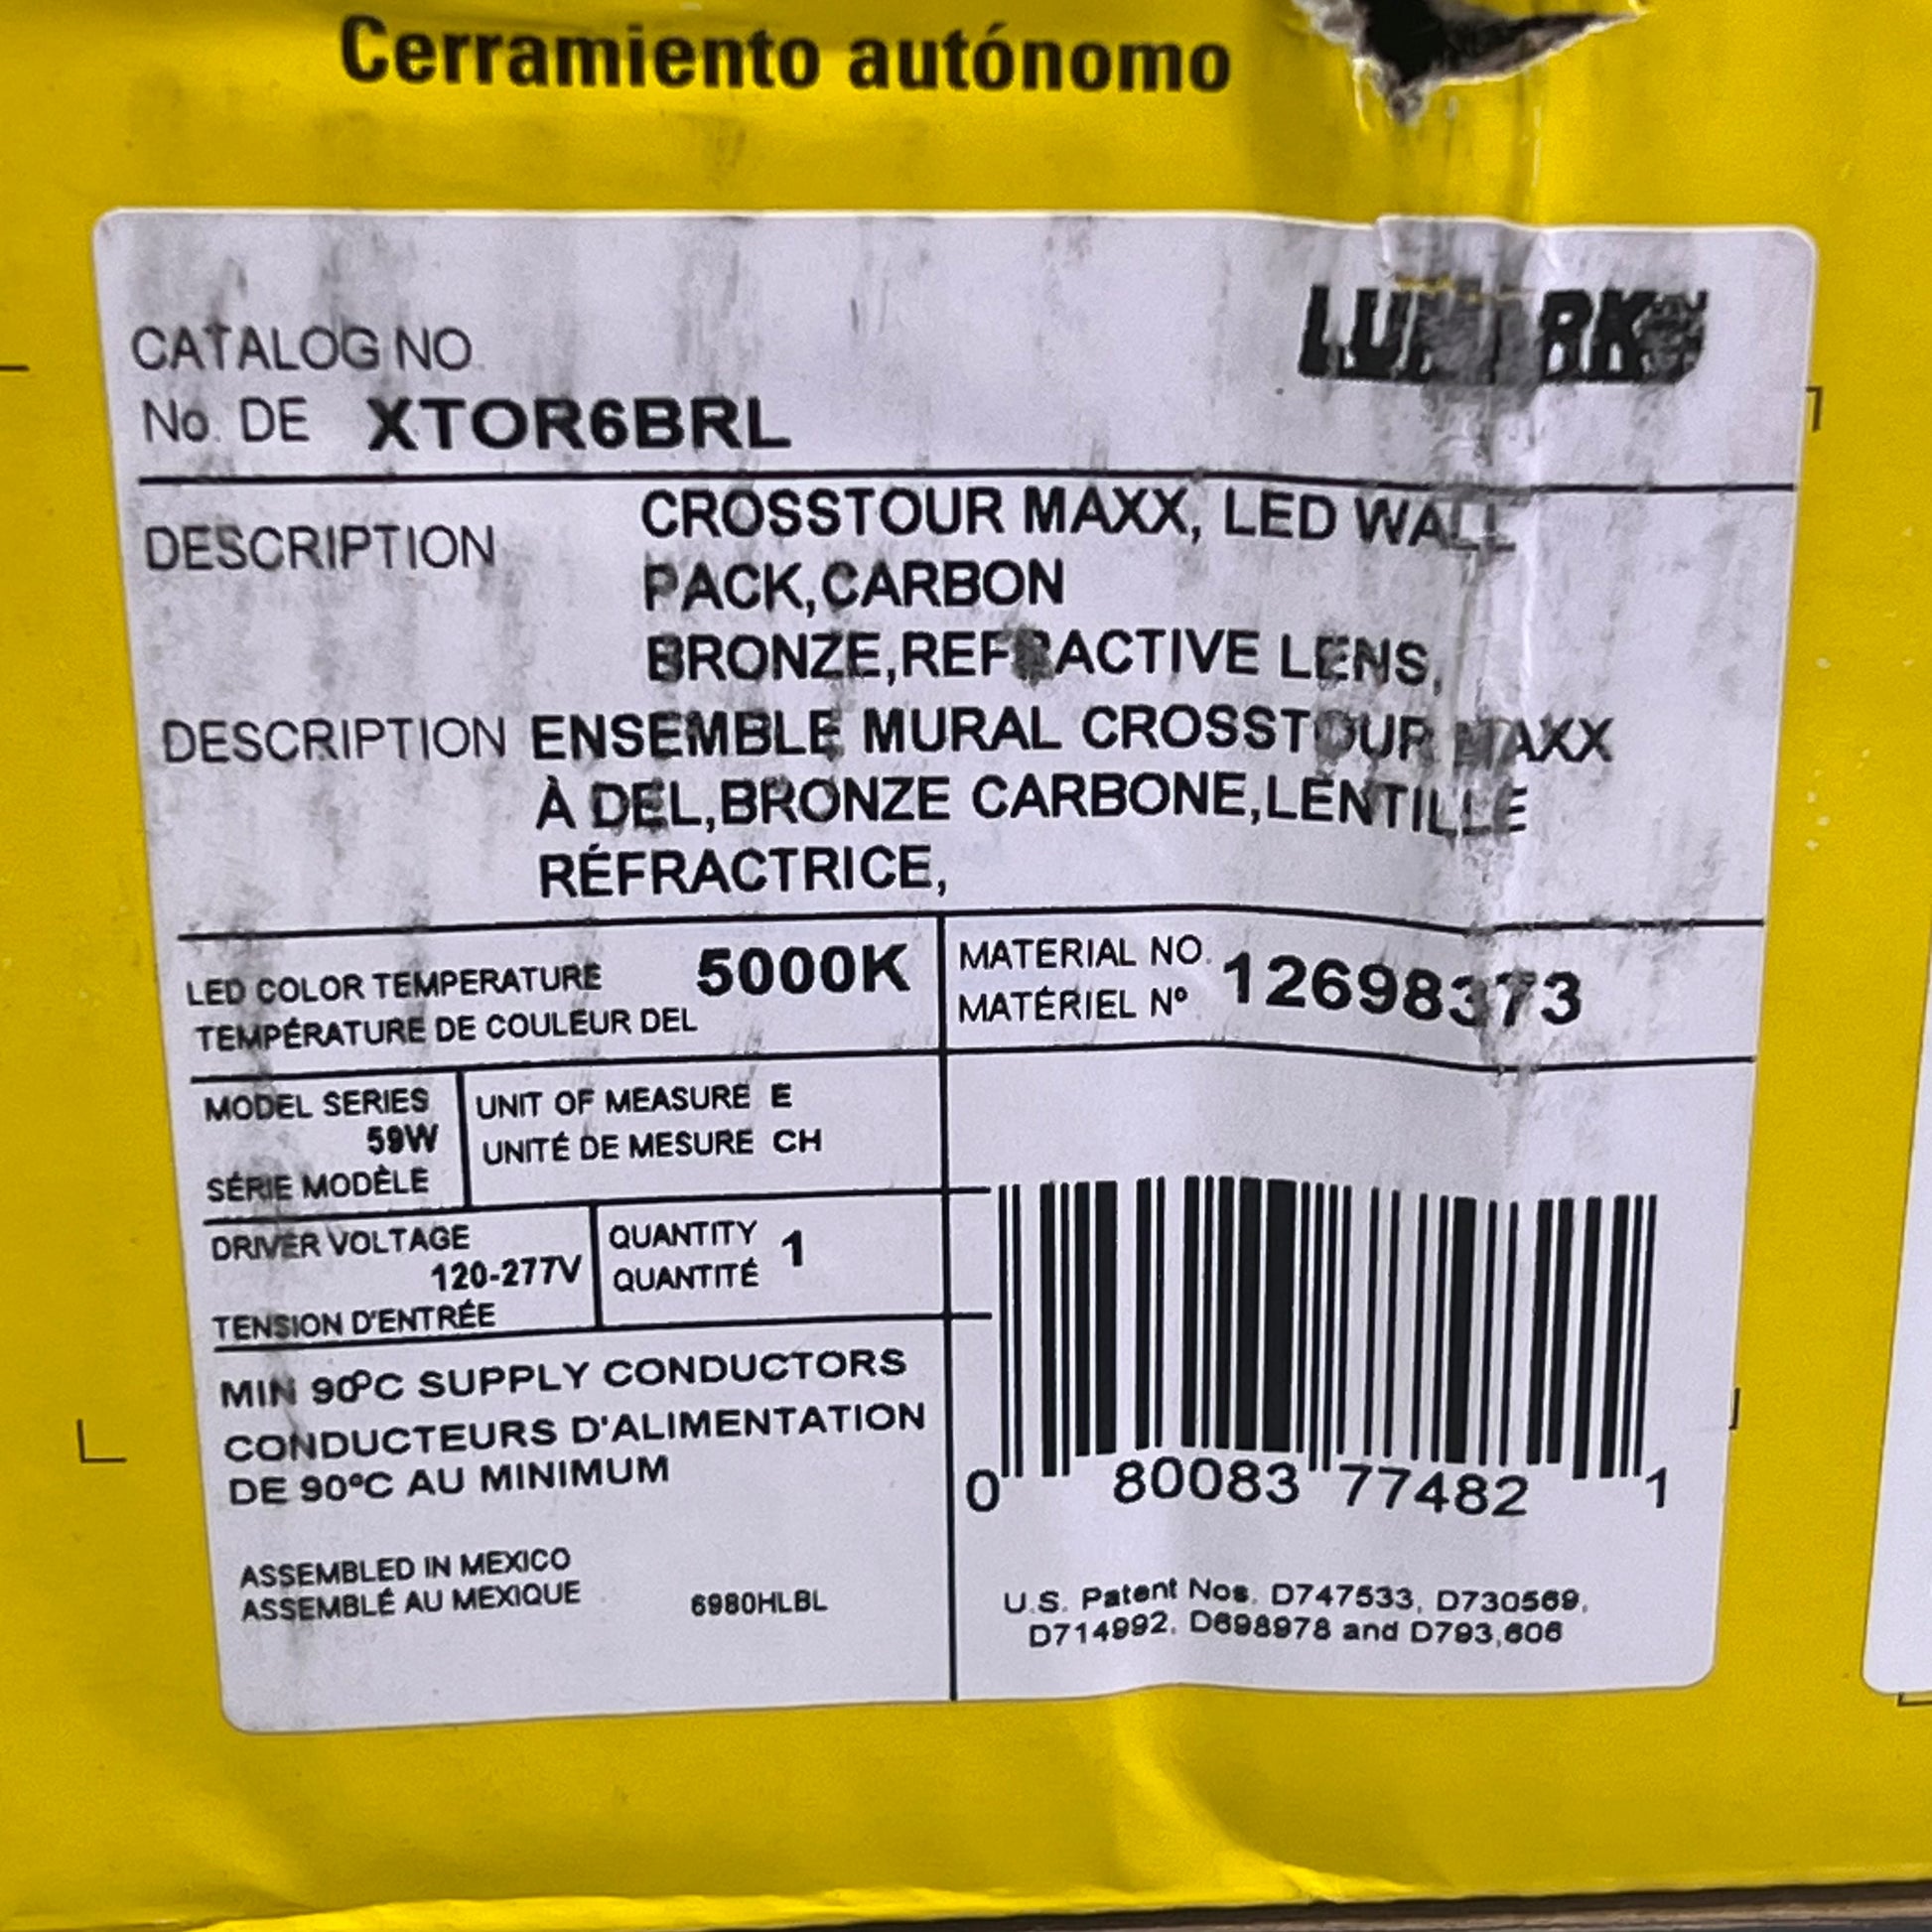 Cerramiento autónomo
LUMARK
CATALOG NO.
No. DE XTOR6BRL
DESCRIPTION CROSSTOUR MAXX, LED WALL
PACK,CARBON
BRONZE,REFRACTIVE LENS,
DESCRIPTION ENSEMBLE MURAL CROSSTOUR MAXX
À DEL,BRONZE CARBONE,LENTILLE
RÉFRACTRICE,
LED COLOR TEMPERATURE 5000K
TEMPÉRATURE DE COULEUR DEL
MATERIAL NO. 12698373
MATÉRIEL Nº
MODEL SERIES
59W
SÉRIE MODÈLE
UNIT OF MEASURE E
UNITÉ DE MESURE CH
DRIVER VOLTAGE
120-277V
TENSION D'ENTRÉE
QUANTITY 1
QUANTITÉ
MIN 90ºC SUPPLY CONDUCTORS
CONDUCTEURS D'ALIMENTATION
DE 90ºC AU MINIMUM
0 80083 77482 1
ASSEMBLED IN MEXICO
ASSEMBLÉ AU MEXIQUE
6980HLBL
U.S. Patent Nos. D747533, D730569,
D714992, D698978 and D793,606